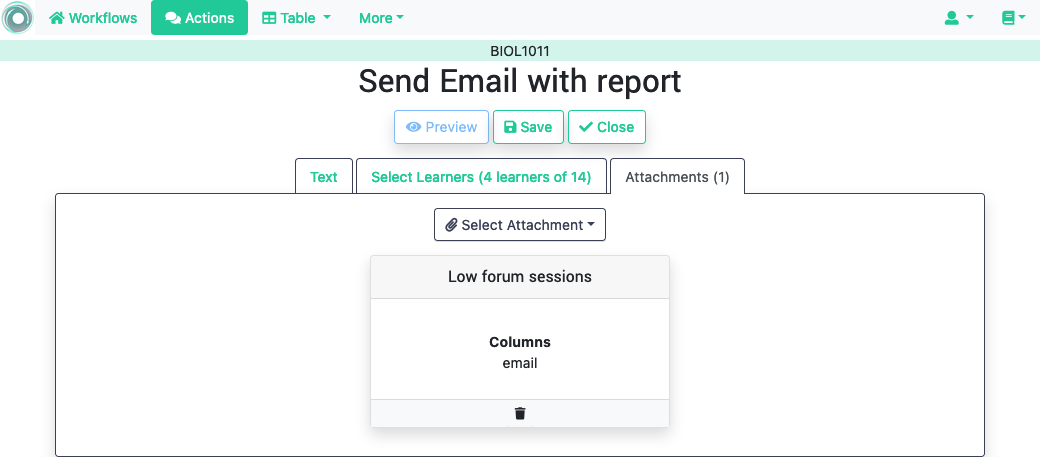 Workflows Actions Table More
BIOL1011
Send Email with report
Preview Save Close
Text Select Learners (4 learners of 14) Attachments (1)
Select Attachment
Low forum sessions
Columns
email